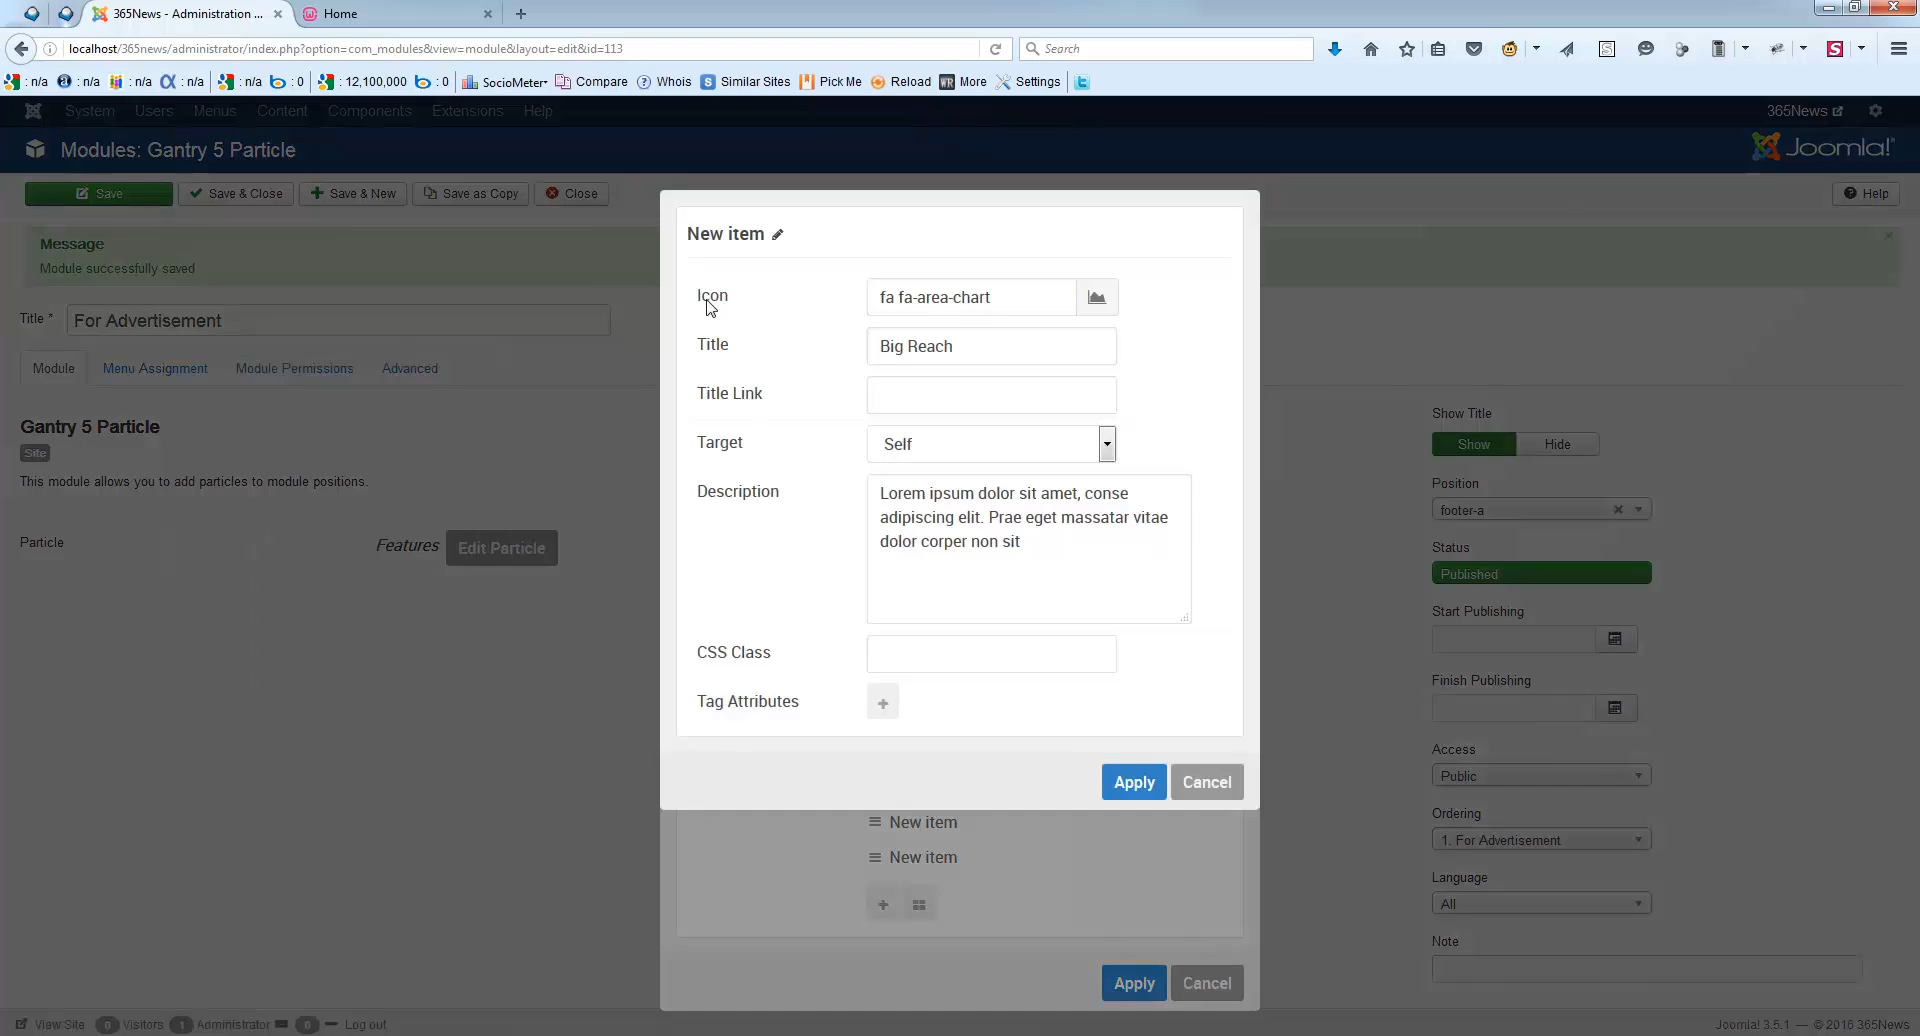 365News - Administration ...
Home
localhost/365news/administrator/index.php?option=com_modules&view=module&layout=edit&id=113
Search
: n/a : n/a : n/a : n/a : n/a : 0 : 12,100,000 : 0 SocioMeter Compare Whois Similar Sites Pick Me Reload More Settings
System Users Menus Content Components Extensions Help 365News
Modules: Gantry 5 Particle
Joomla!
Save Save & Close Save & New Save as Copy Close Help
Message
Module successfully saved
Title * For Advertisement
Module Menu Assignment Module Permissions Advanced
Gantry 5 Particle
Site
This module allows you to add particles to module positions.
Particle Features Edit Particle
New item
Icon fa fa-area-chart
Title Big Reach
Title Link
Target Self
Description Lorem ipsum dolor sit amet, conse
adipiscing elit. Prae eget massatar vitae
dolor corper non sit
CSS Class
Tag Attributes +
Apply Cancel
New item
New item
+
Apply Cancel
Show Title
Show Hide
Position
footer-a
Status
Published
Start Publishing
Finish Publishing
Access
Public
Ordering
1. For Advertisement
Language
All
Note
View Site 0 Visitors 1 Administrator 0 Log out
Joomla! 3.5.1 — © 2016 365News